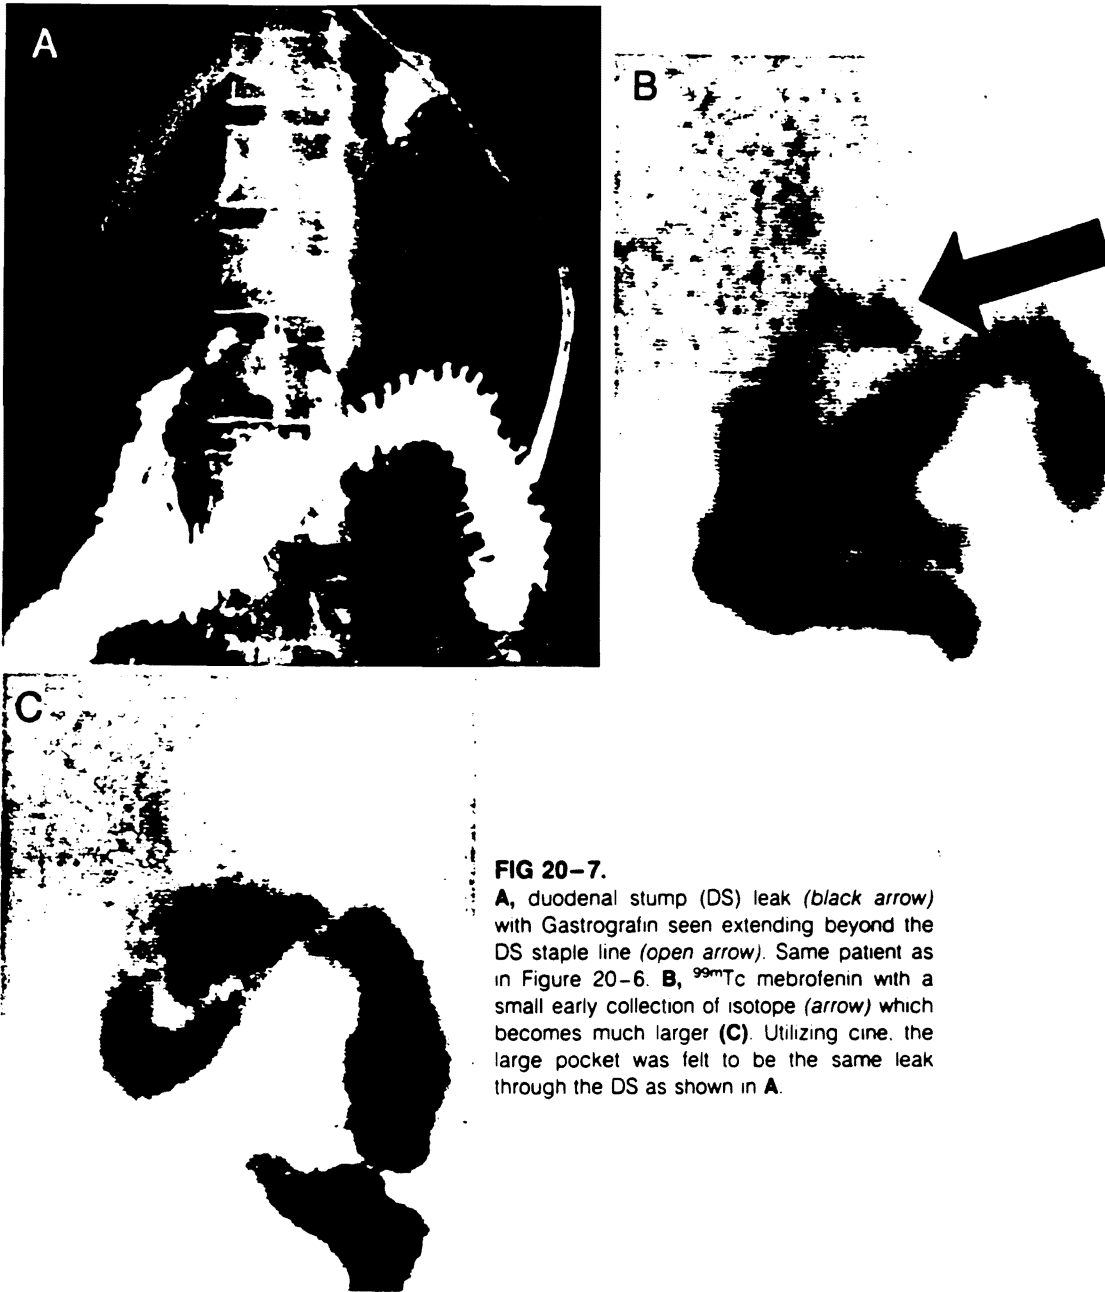 A
B
C
FIG 20–7.
A, duodenal stump (DS) leak (black arrow)
with Gastrografin seen extending beyond the
DS staple line (open arrow). Same patient as
in Figure 20–6. B, 99mTc mebrofenin with a
small early collection of isotope (arrow) which
becomes much larger (C). Utilizing cine, the
large pocket was felt to be the same leak
through the DS as shown in A.